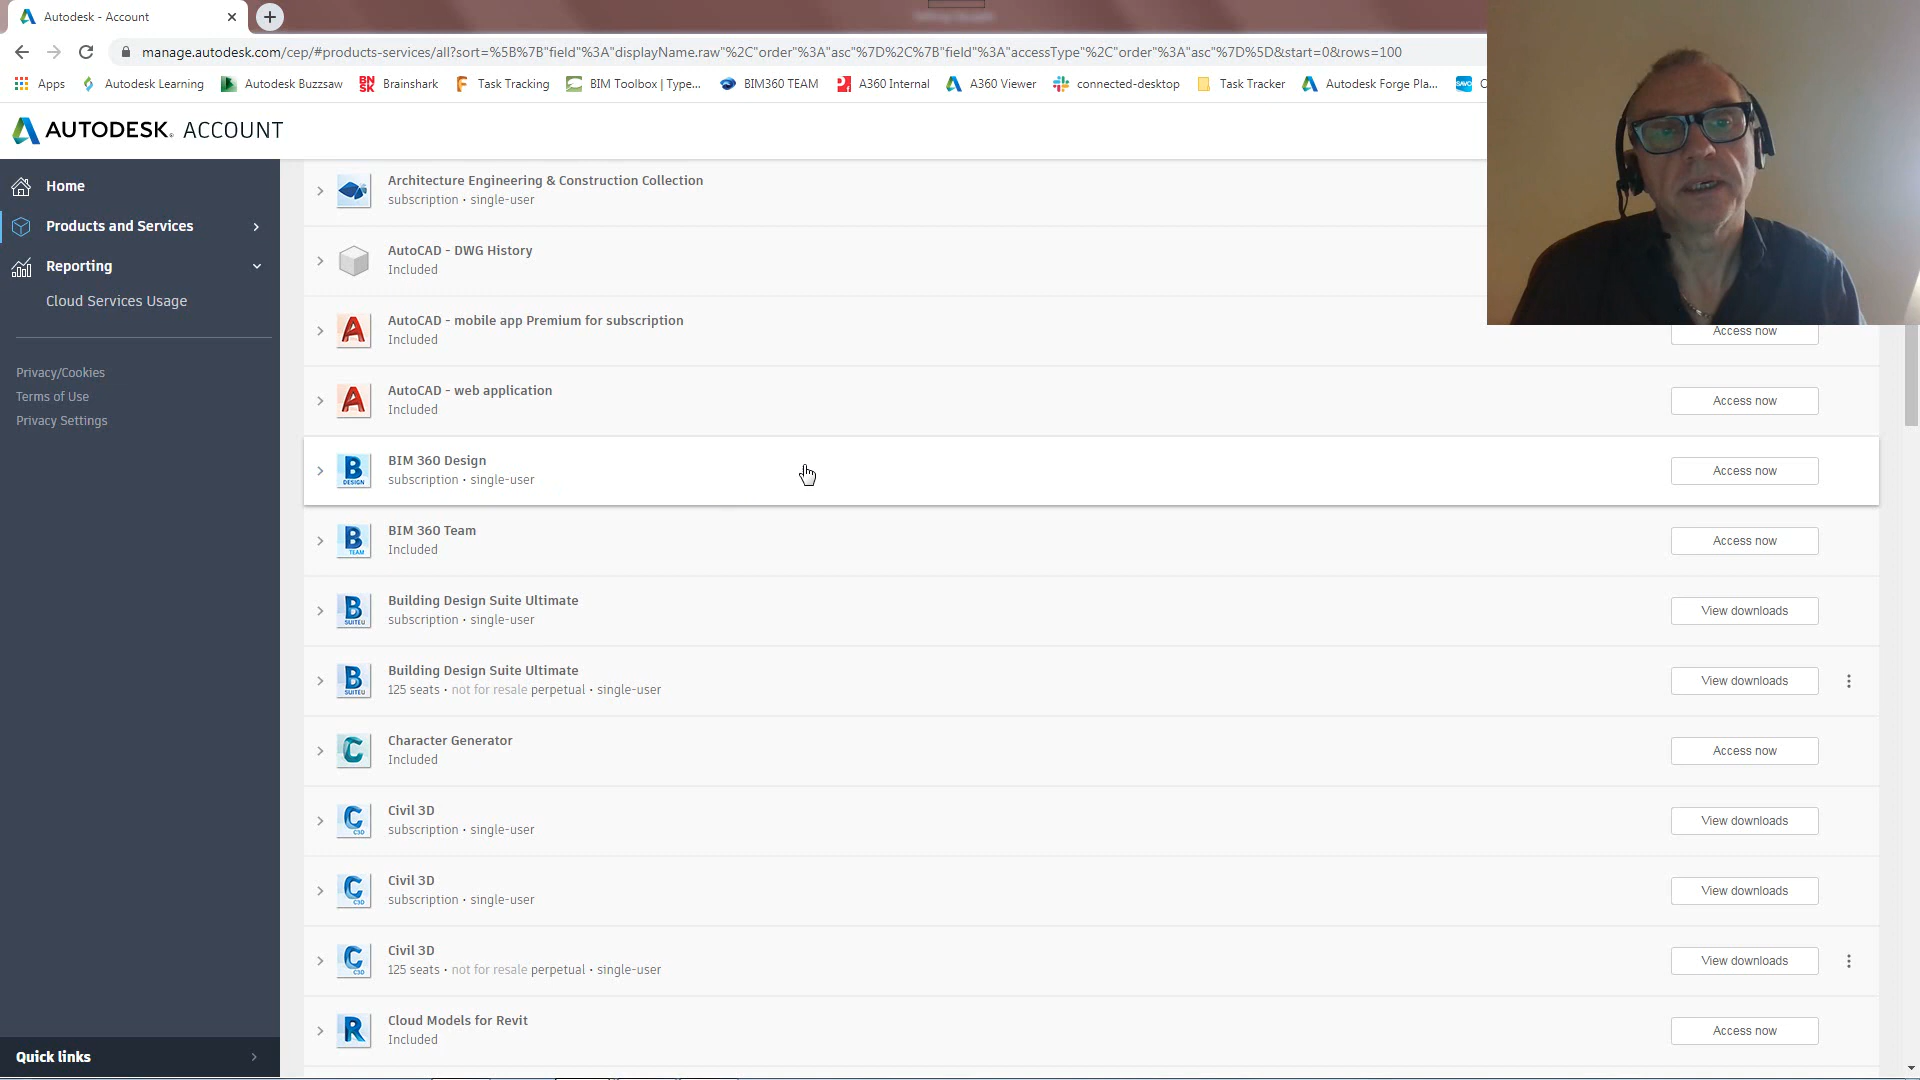 Autodesk - Account
manage.autodesk.com/cep/#products-services/all?sort=%5B%7B"field"%3A"displayName.raw"%2C"order"%3A"asc"%7D%2C%7B"field"%3A"accessType"%2C"order"%3A"asc"%7D%5D&start=0&rows=100
Apps Autodesk Learning Autodesk Buzzsaw Brainshark Task Tracking BIM Toolbox | Type... BIM360 TEAM A360 Internal A360 Viewer connected-desktop Task Tracker Autodesk Forge Pla...
AUTODESK. ACCOUNT
Home
Products and Services
Reporting
Cloud Services Usage
Privacy/Cookies
Terms of Use
Privacy Settings
Quick links
Architecture Engineering & Construction Collection
subscription • single-user
AutoCAD - DWG History
Included
AutoCAD - mobile app Premium for subscription
Included
Access now
AutoCAD - web application
Included
Access now
BIM 360 Design
subscription • single-user
Access now
BIM 360 Team
Included
Access now
Building Design Suite Ultimate
subscription • single-user
View downloads
Building Design Suite Ultimate
125 seats • not for resale perpetual • single-user
View downloads
Character Generator
Included
Access now
Civil 3D
subscription • single-user
View downloads
Civil 3D
subscription • single-user
View downloads
Civil 3D
125 seats • not for resale perpetual • single-user
View downloads
Cloud Models for Revit
Included
Access now